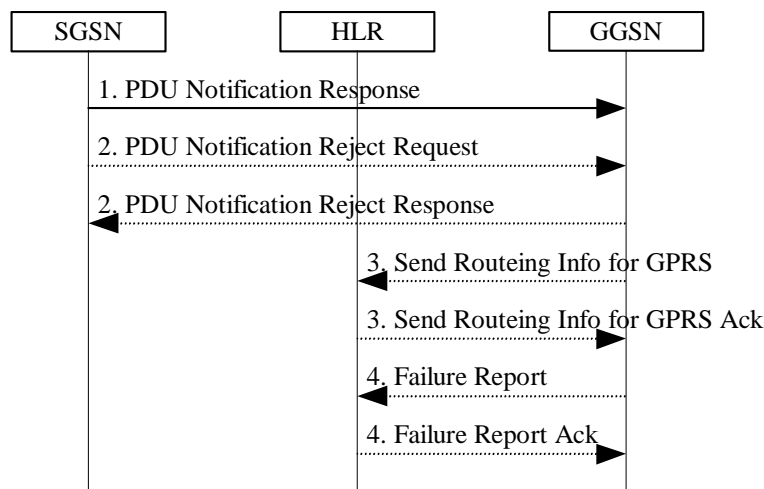 SGSN HLR GGSN
1. PDU Notification Response
2. PDU Notification Reject Request
2. PDU Notification Reject Response
3. Send Routeing Info for GPRS
3. Send Routeing Info for GPRS Ack
4. Failure Report
4. Failure Report Ack